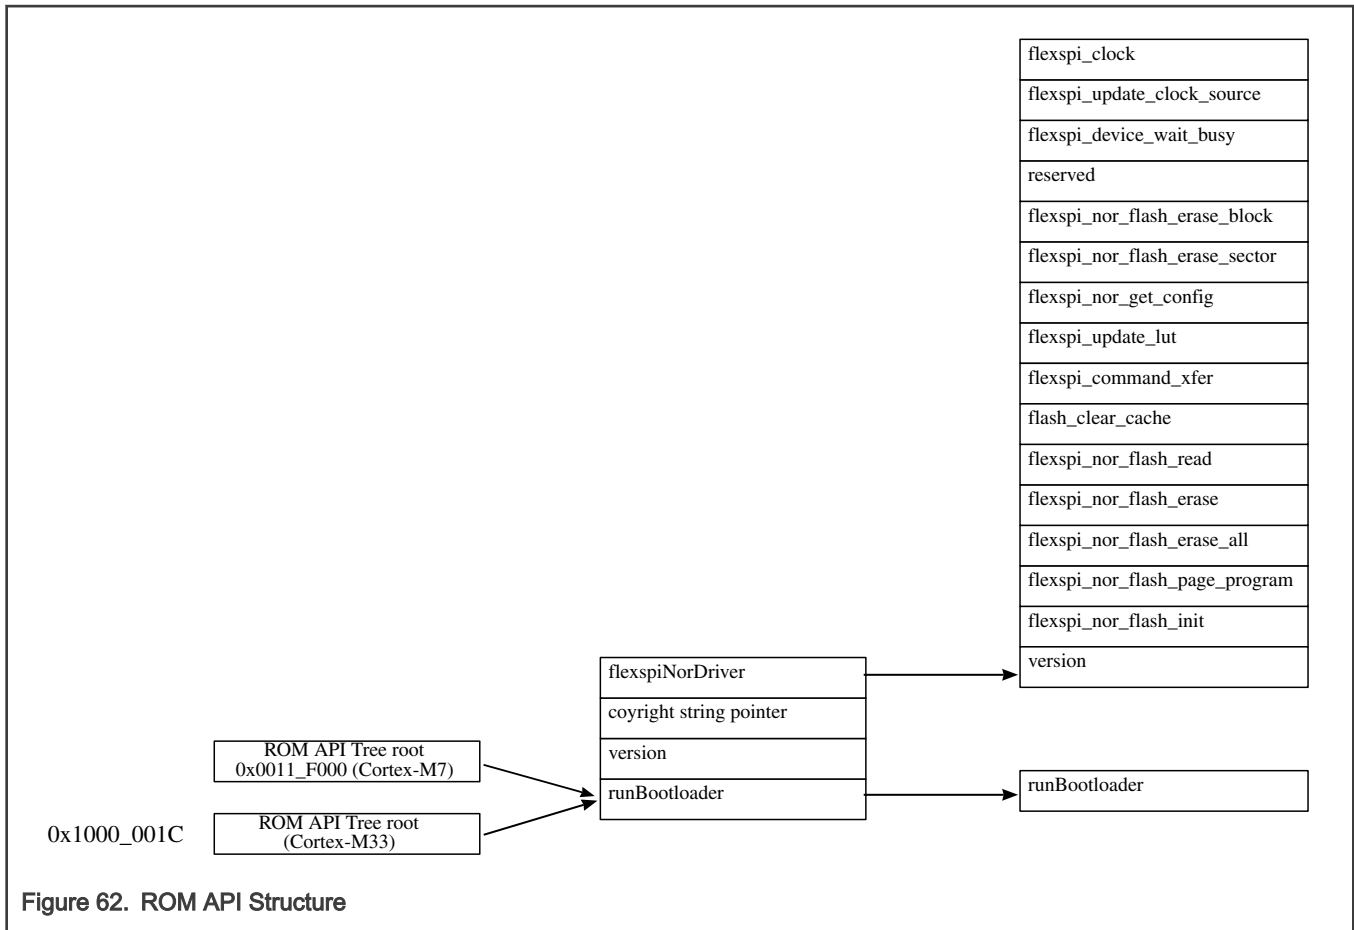 flexspi_clock
flexspi_update_clock_source
flexspi_device_wait_busy
reserved
flexspi_nor_flash_erase_block
flexspi_nor_flash_erase_sector
flexspi_nor_get_config
flexspi_update_lut
flexspi_command_xfer
flash_clear_cache
flexspi_nor_flash_read
flexspi_nor_flash_erase
flexspi_nor_flash_erase_all
flexspi_nor_flash_page_program
flexspi_nor_flash_init
version
flexspiNorDriver
coyright string pointer
version
runBootloader
runBootloader
ROM API Tree root
0x0011_F000 (Cortex-M7)
0x1000_001C
ROM API Tree root
(Cortex-M33)
Figure 62. ROM API Structure